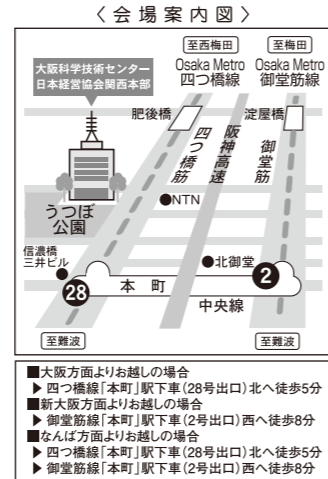 〈会場案内図〉
至西梅田
至梅田
大阪科学技術センター
日本経営協会関西本部
Osaka Metro
四つ橋線
Osaka Metro
御堂筋線
肥後橋
淀屋橋
四つ橋筋
阪神高速
御堂筋
●NTN
うつぼ
公園
信濃橋
三井ビル
●北御堂
2
28
本町
中央線
至難波
至難波
■大阪方面よりお越しの場合
▶ 四つ橋線「本町」駅下車(28号出口)北へ徒歩5分
■新大阪方面よりお越しの場合
▶ 御堂筋線「本町」駅下車(2号出口)西へ徒歩8分
■なんば方面よりお越しの場合
▶ 四つ橋線「本町」駅下車(28号出口)北へ徒歩5分
▶ 御堂筋線「本町」駅下車(2号出口)西へ徒歩8分